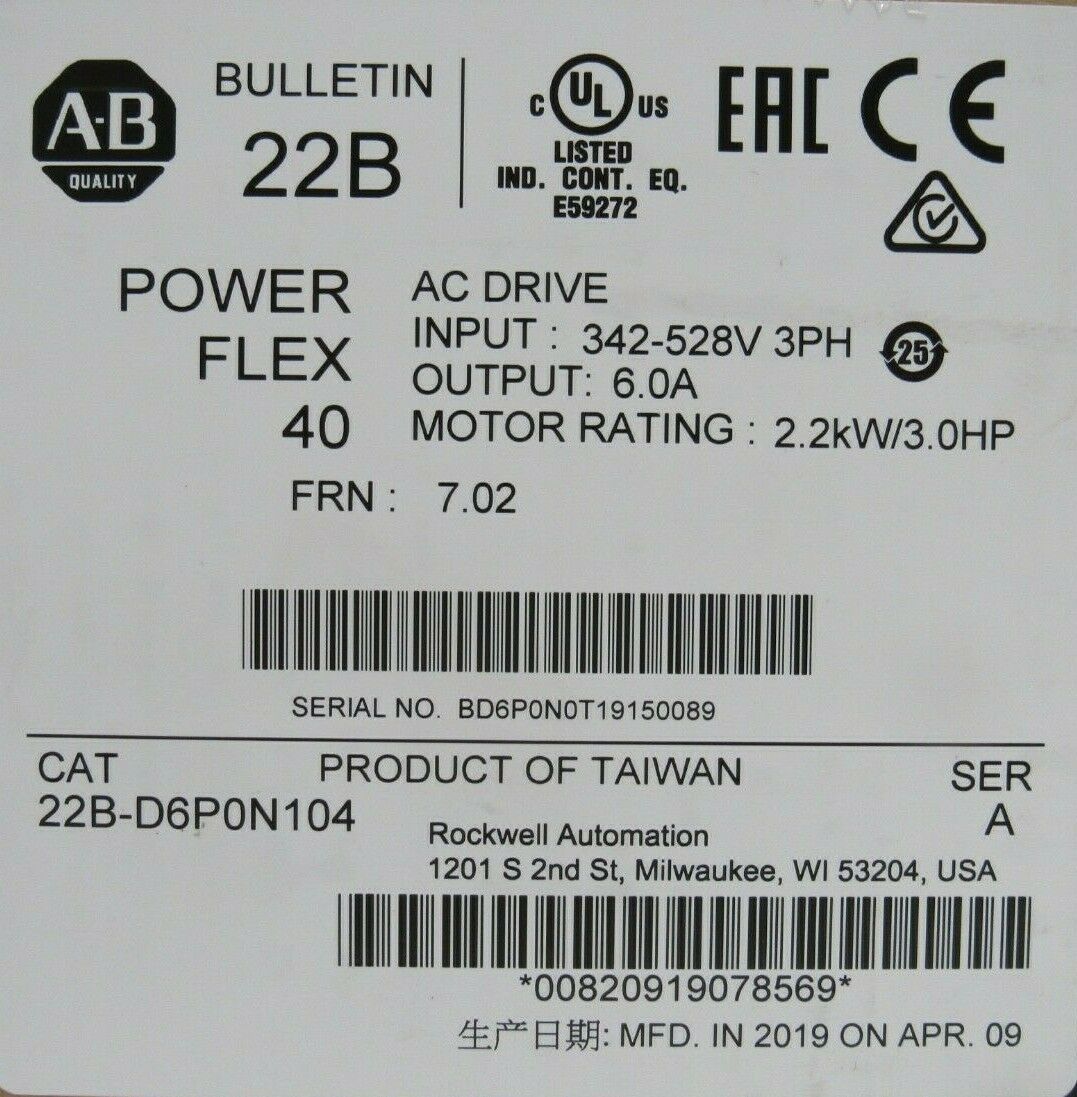 A-B
QUALITY
BULLETIN
22B
C UL US
LISTED
IND. CONT. EQ.
E59272
EAC CE
POWER
FLEX
40
AC DRIVE
INPUT : 342-528V 3PH
25
OUTPUT: 6.0A
MOTOR RATING : 2.2kW/3.0HP
FRN : 7.02
SERIAL NO. BD6P0N0T19150089
CAT
22B-D6P0N104
PRODUCT OF TAIWAN
SER
A
Rockwell Automation
1201 S 2nd St, Milwaukee, WI 53204, USA
*00820919078569*
生产日期: MFD. IN 2019 ON APR. 09